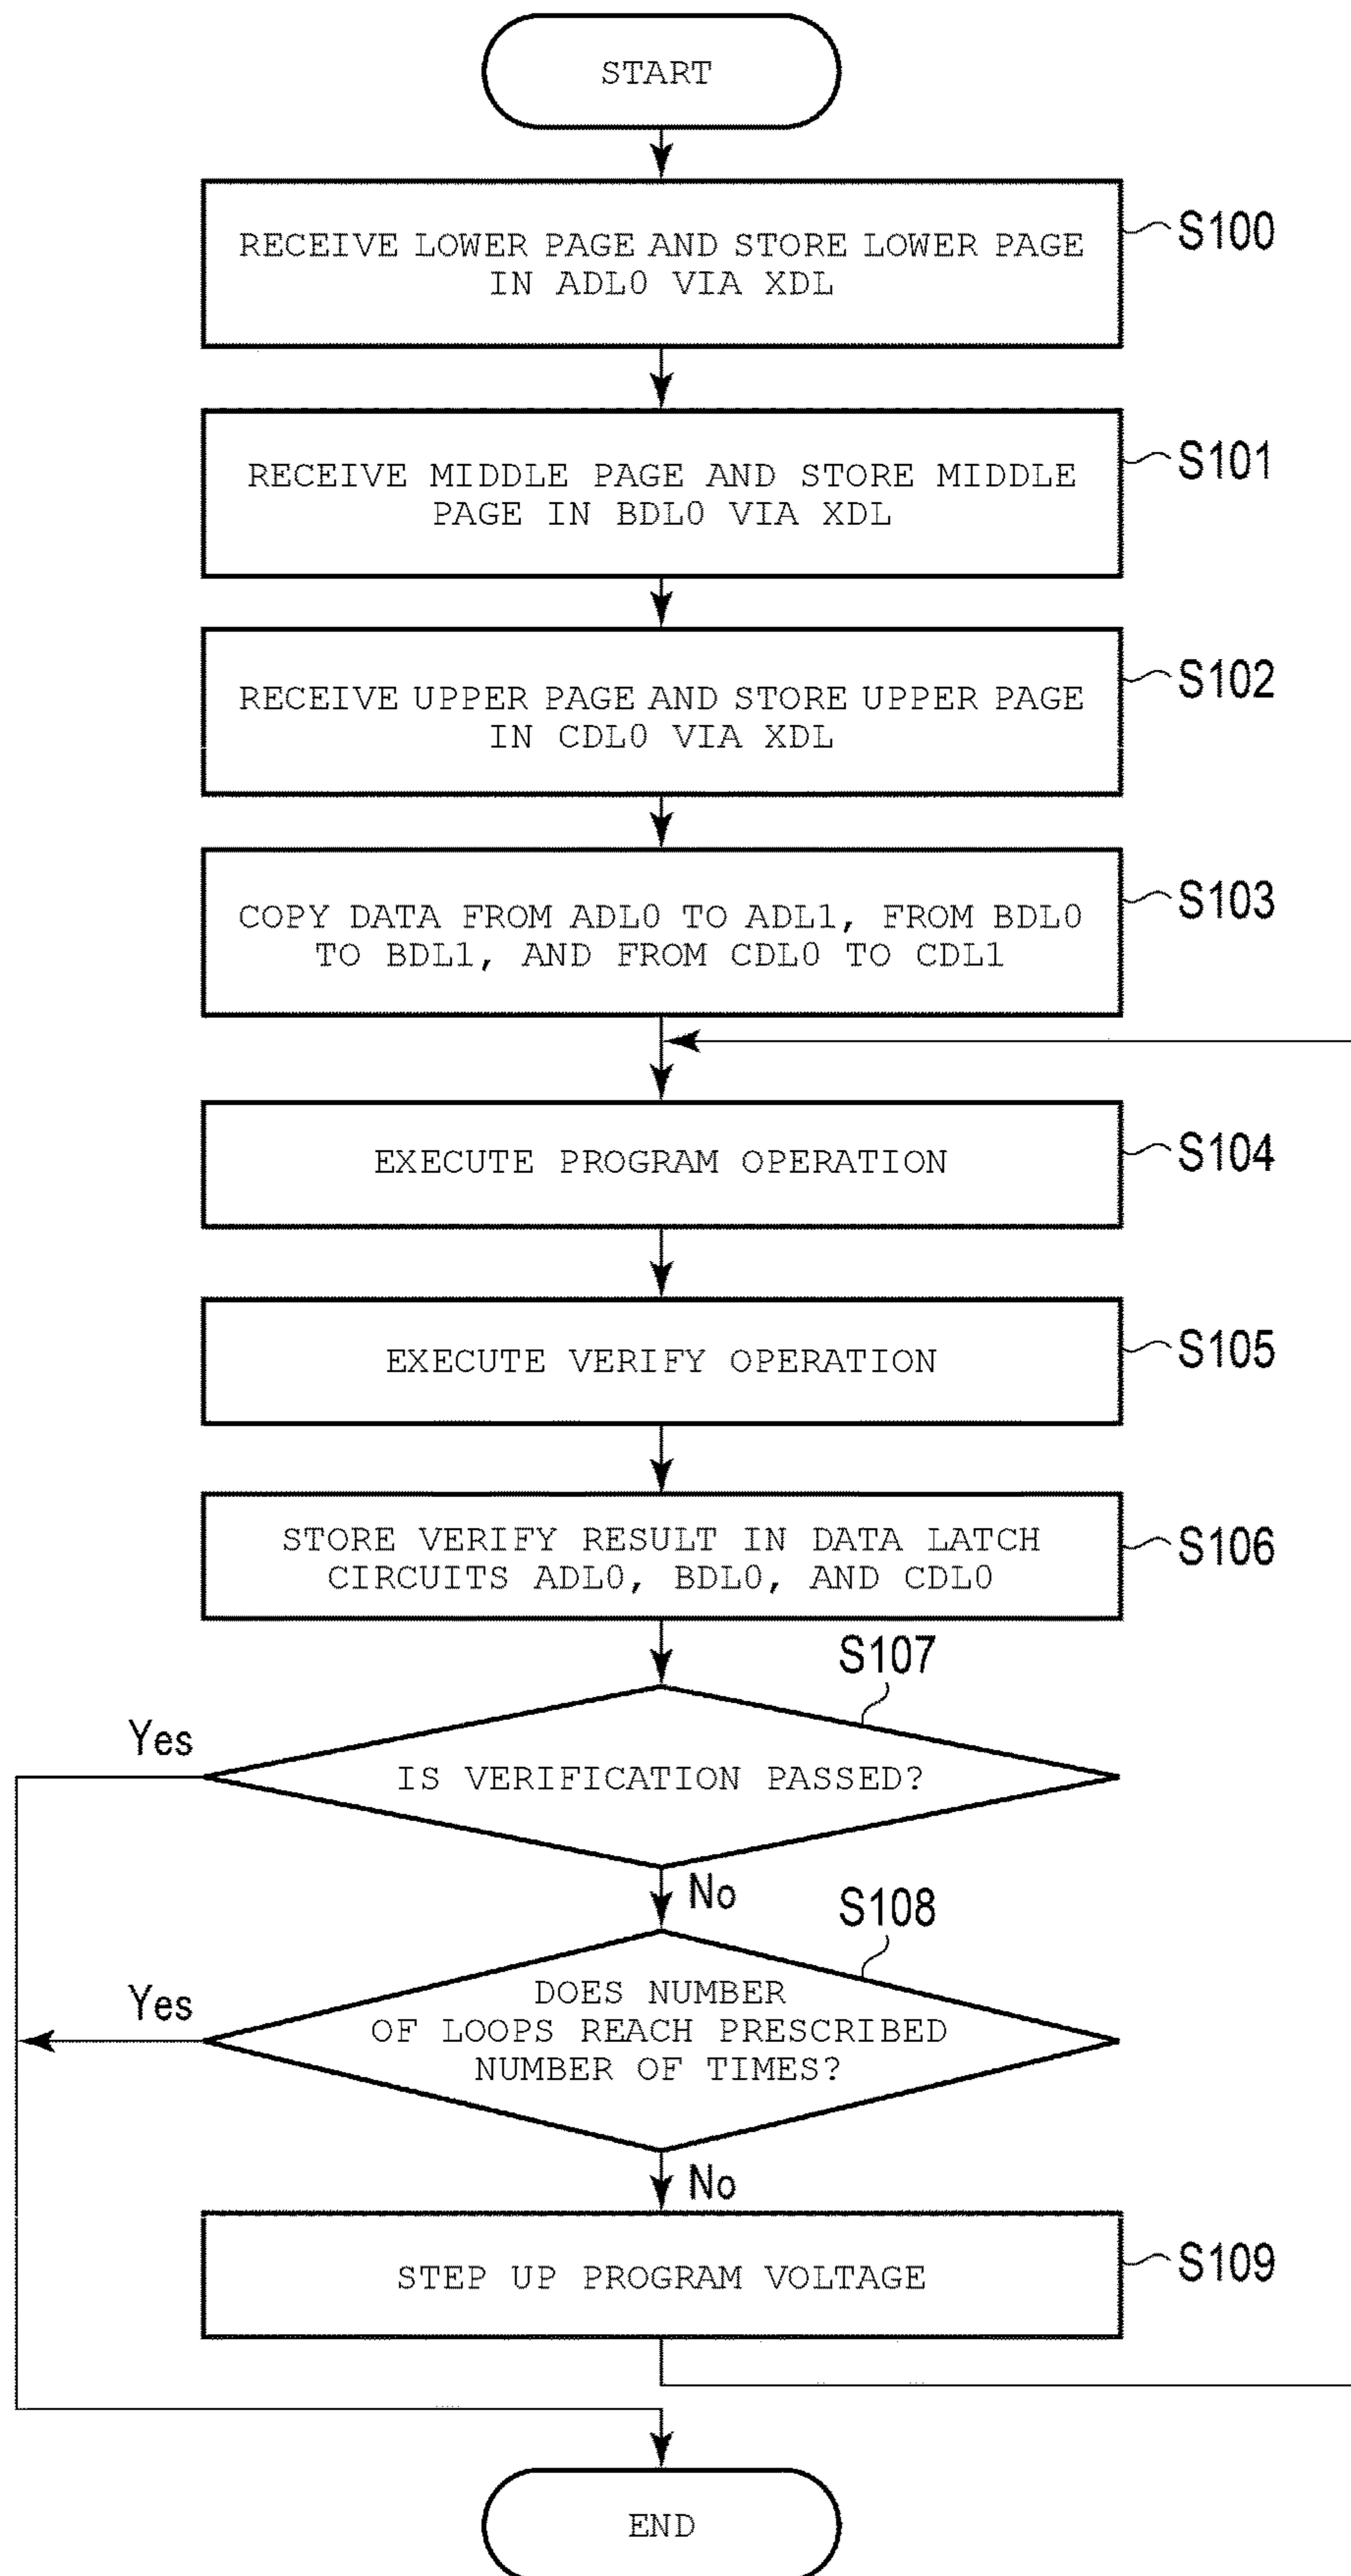 START
RECEIVE LOWER PAGE AND STORE LOWER PAGE
IN ADL0 VIA XDL
S100
RECEIVE MIDDLE PAGE AND STORE MIDDLE
PAGE IN BDL0 VIA XDL
S101
RECEIVE UPPER PAGE AND STORE UPPER PAGE
IN CDL0 VIA XDL
S102
COPY DATA FROM ADL0 TO ADL1, FROM BDL0
TO BDL1, AND FROM CDL0 TO CDL1
S103
EXECUTE PROGRAM OPERATION
S104
EXECUTE VERIFY OPERATION
S105
STORE VERIFY RESULT IN DATA LATCH
CIRCUITS ADL0, BDL0, AND CDL0
S106
S107
Yes
IS VERIFICATION PASSED?
No
S108
Yes
DOES NUMBER
OF LOOPS REACH PRESCRIBED
NUMBER OF TIMES?
No
STEP UP PROGRAM VOLTAGE
S109
END